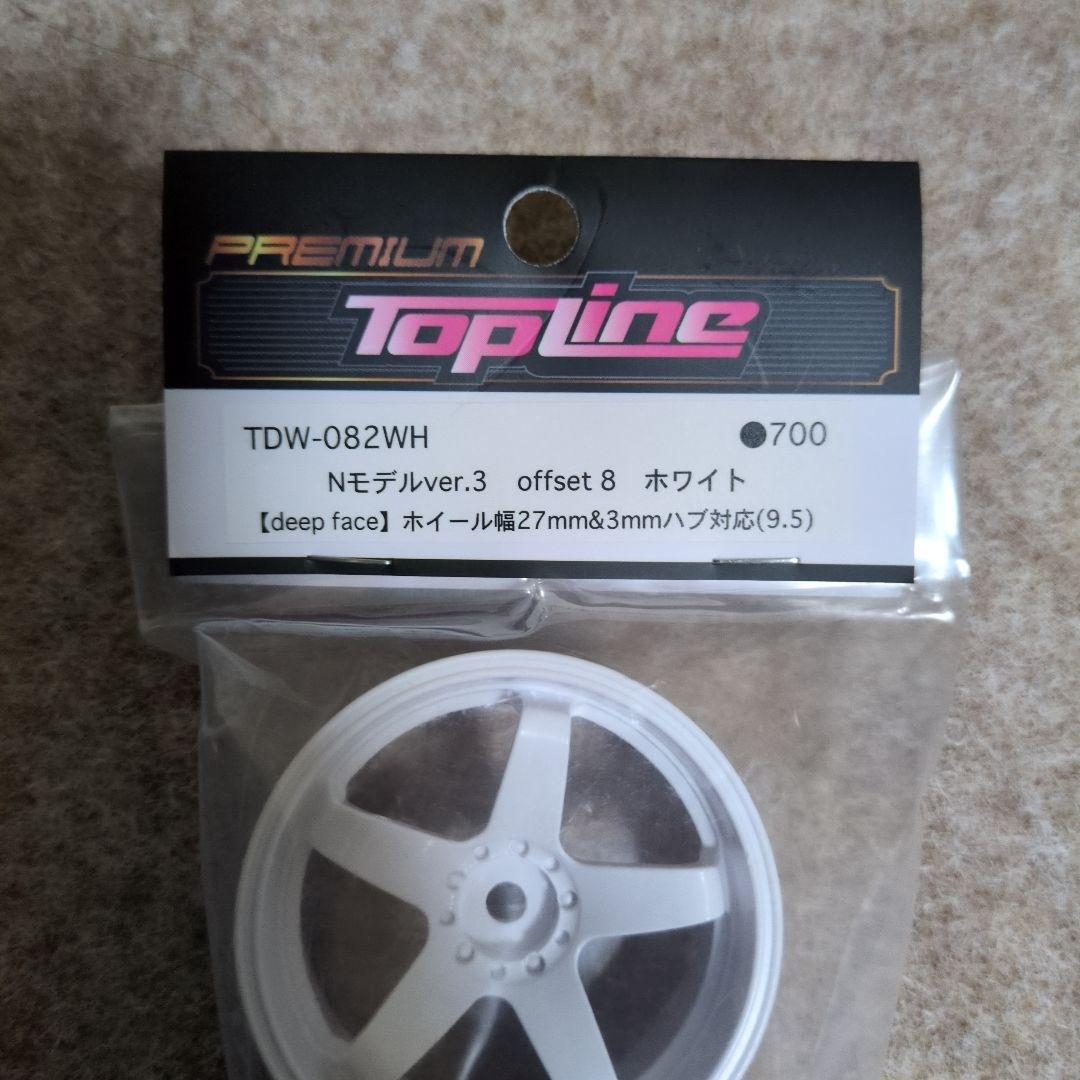 PREMIUM
TopLine
TDW-082WH ●700
Nモデルver.3 offset 8 ホワイト
【deep face】ホイール幅27mm&3mmハブ対応(9.5)